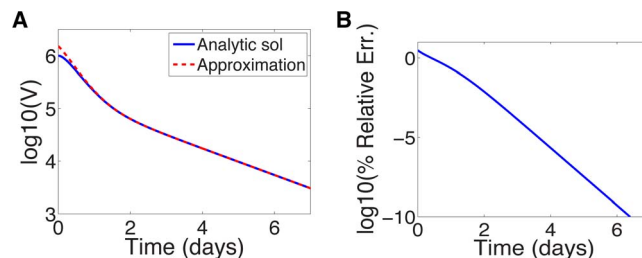 A
log10(V)
6
5
4
3
0
2
4
6
Time (days)
Analytic sol
Approximation
B
log10(% Relative Err.)
0
−5
−10
0
2
4
6
Time (days)